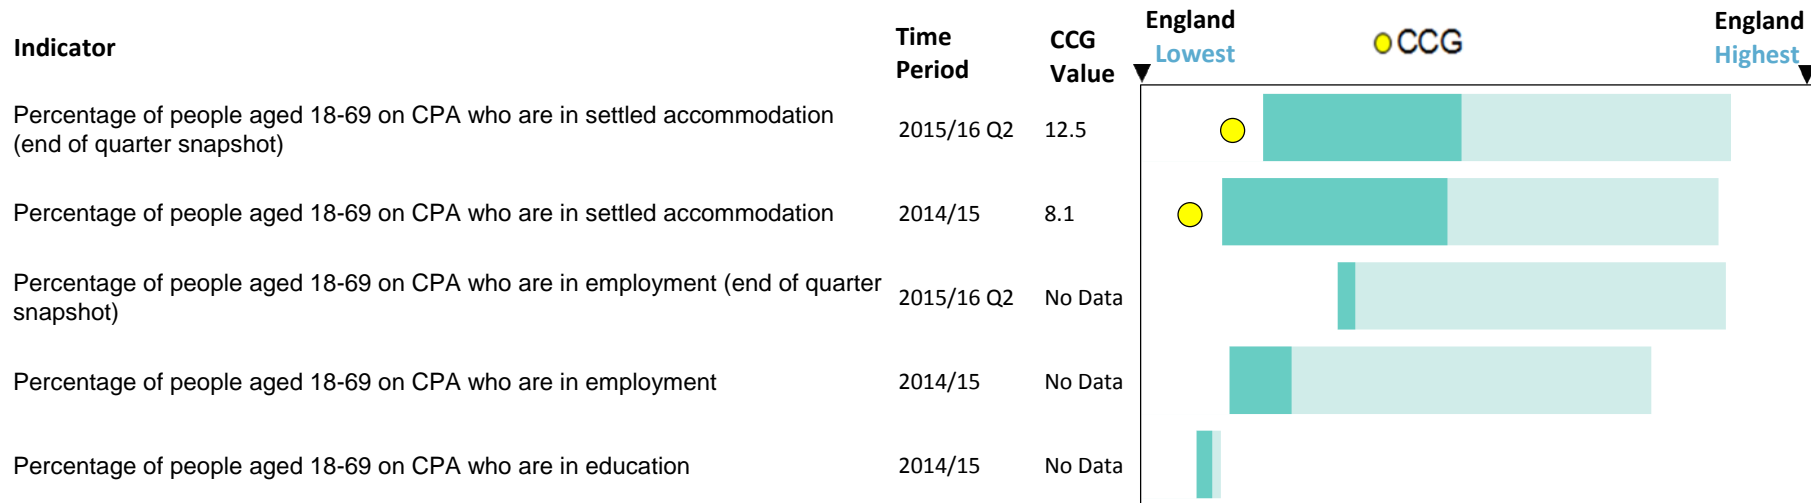 Indicator
Time
Period
CCG
Value
England
Lowest
CCG
England
Highest
Percentage of people aged 18-69 on CPA who are in settled accommodation
(end of quarter snapshot)
2015/16 Q2
12.5
Percentage of people aged 18-69 on CPA who are in settled accommodation
2014/15
8.1
Percentage of people aged 18-69 on CPA who are in employment (end of quarter
snapshot)
2015/16 Q2
No Data
Percentage of people aged 18-69 on CPA who are in employment
2014/15
No Data
Percentage of people aged 18-69 on CPA who are in education
2014/15
No Data